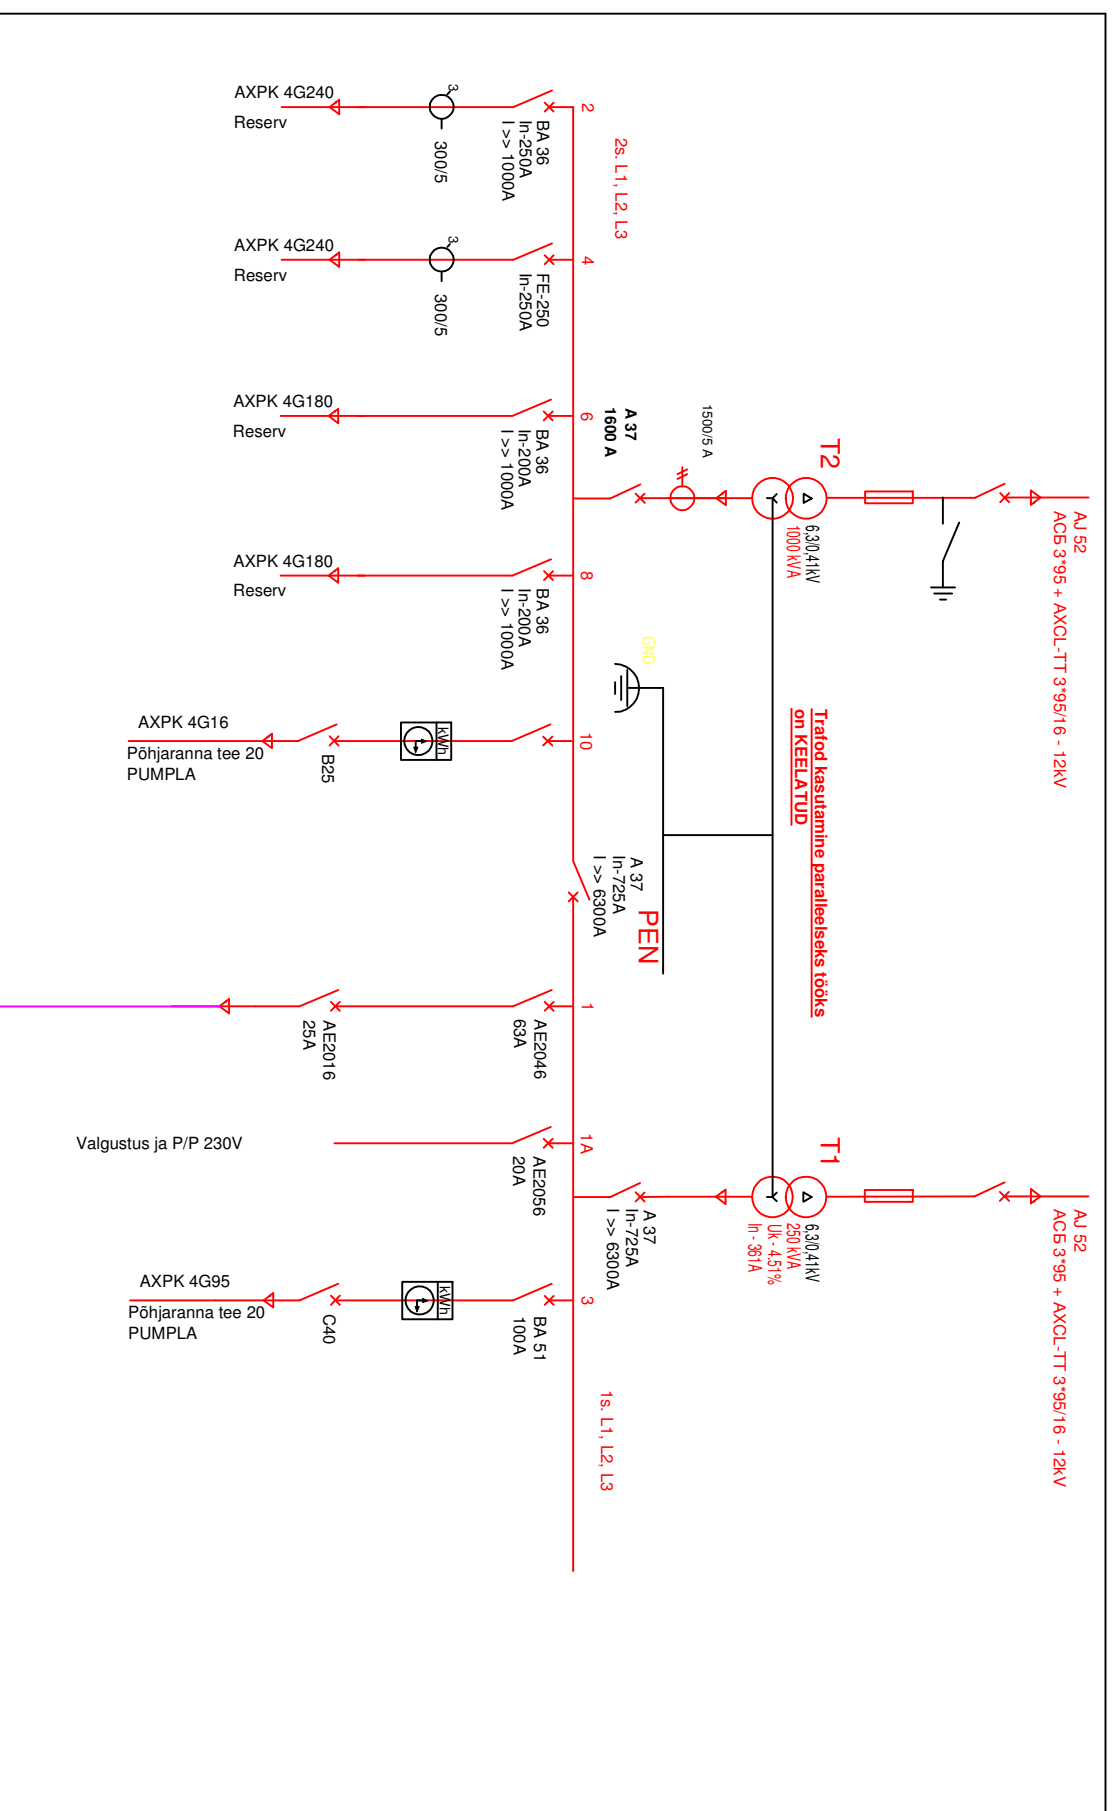 AJ 52
АСБ 3*95 + AXCL-TT 3*95/16 - 12kV
T2
6,3/0,41kV
1000 kVA
1500/5 A
A 37
1600 A
2s. L1, L2, L3
GND
Trafod kasutamine paralleelseks tööks
on KEELATUD
PEN
A 37
In-725A
I >> 6300A
AJ 52
АСБ 3*95 + AXCL-TT 3*95/16 - 12kV
T1
6,3/0,41kV
250 kVA
Uk - 4.51%
In - 361A
A 37
In-725A
I >> 6300A
1s. L1, L2, L3
2
BA 36
In-250A
I >> 1000A
3
300/5
AXPK 4G240
Reserv
4
FE-250
In-250A
3
300/5
AXPK 4G240
Reserv
6
BA 36
In-200A
I >> 1000A
AXPK 4G180
Reserv
8
BA 36
In-200A
I >> 1000A
AXPK 4G180
Reserv
10
kWh
B25
AXPK 4G16
Põhjaranna tee 20
PUMPLA
1
AE2046
63A
AE2016
25A
1A
AE2056
20A
Valgustus ja P/P 230V
3
BA 51
100A
kWh
C40
AXPK 4G95
Põhjaranna tee 20
PUMPLA